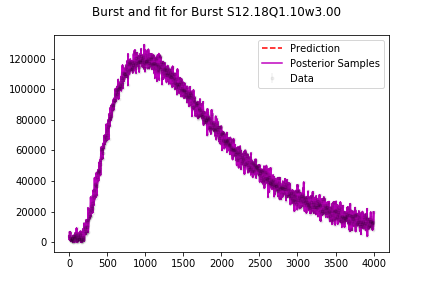 Burst and fit for Burst S12.18Q1.10w3.00
Prediction
Posterior Samples
Data
120000
100000
80000
60000
40000
20000
0
0 500 1000 1500 2000 2500 3000 3500 4000